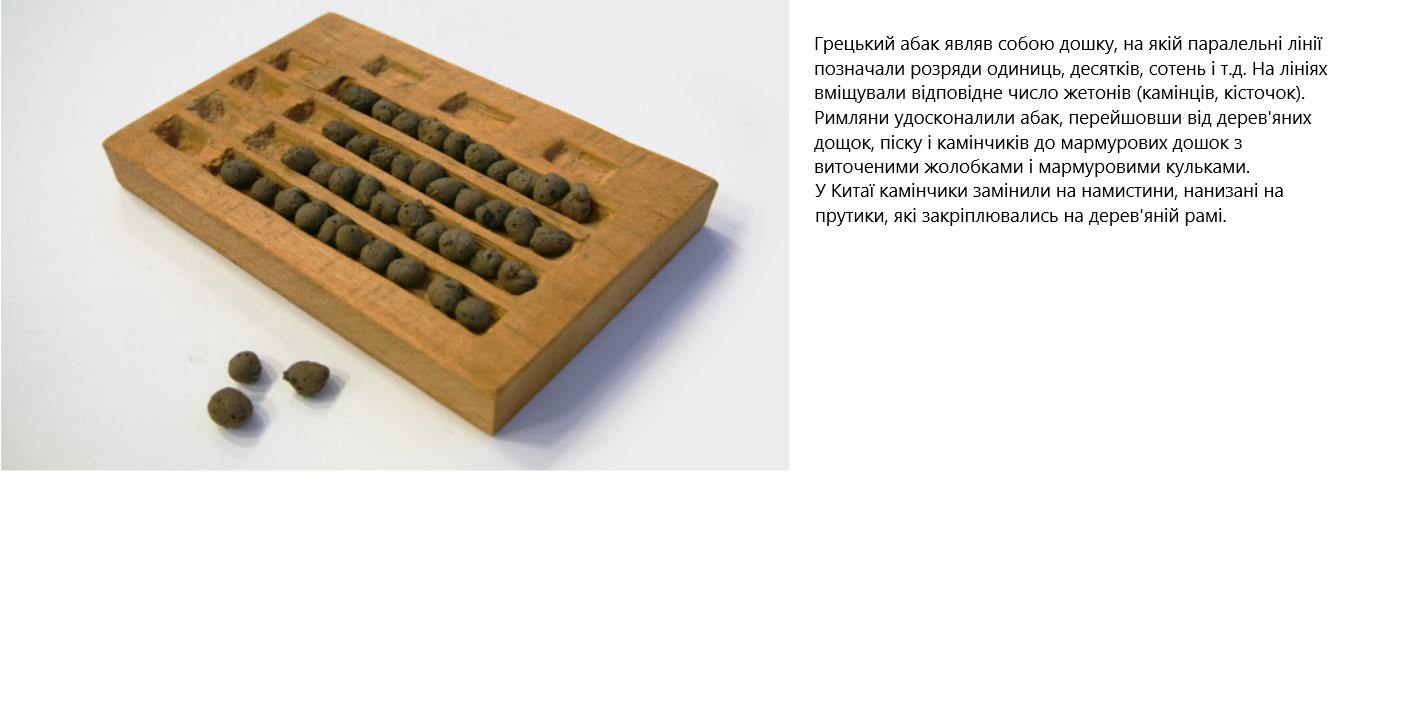 Грецький абак являв собою дошку, на якій паралельні лінії
позначали розряди одиниць, десятків, сотень і т.д. На лініях
вміщували відповідне число жетонів (камінців, кісточок).
Римляни удосконалили абак, перейшовши від дерев'яних
дощок, піску і камінчиків до мармурових дошок з
виточеними жолобками і мармуровими кульками.
У Китаї камінчики замінили на намистини, нанизані на
прутики, які закріплювались на дерев'яній рамі.